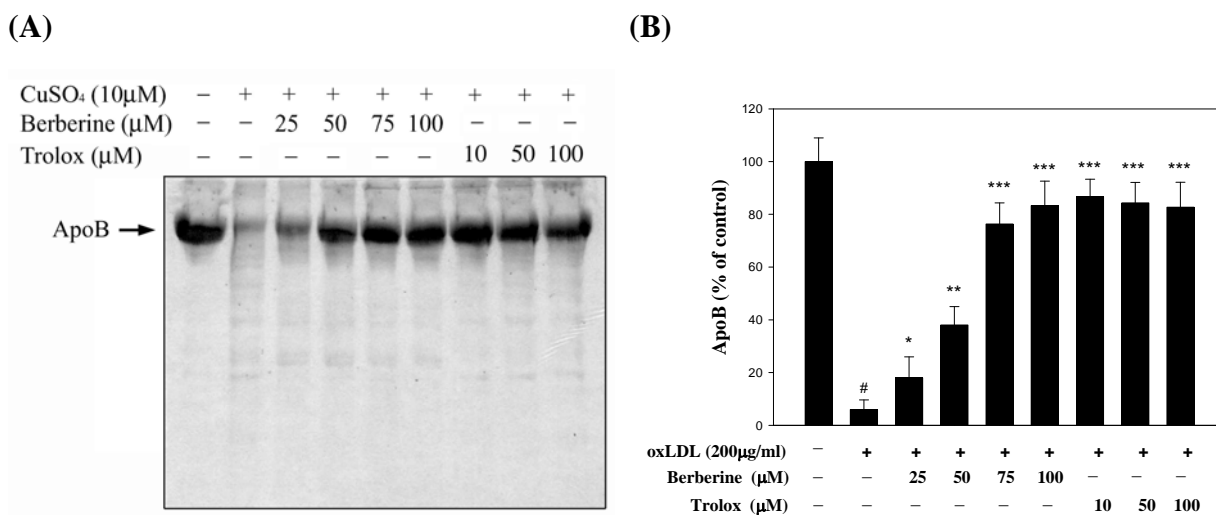 (A)
CuSO₄ (10μM) – + + + + + + + +
Berberine (μM) – – 25 50 75 100 – – –
Trolox (μM) – – – – – – 10 50 100
ApoB
(B)
ApoB (% of control)
120
100
80
60
40
20
0
# * ** *** *** *** *** ***
oxLDL (200μg/ml) – + + + + + + + +
Berberine (μM) – – 25 50 75 100 – – –
Trolox (μM) – – – – – – 10 50 100